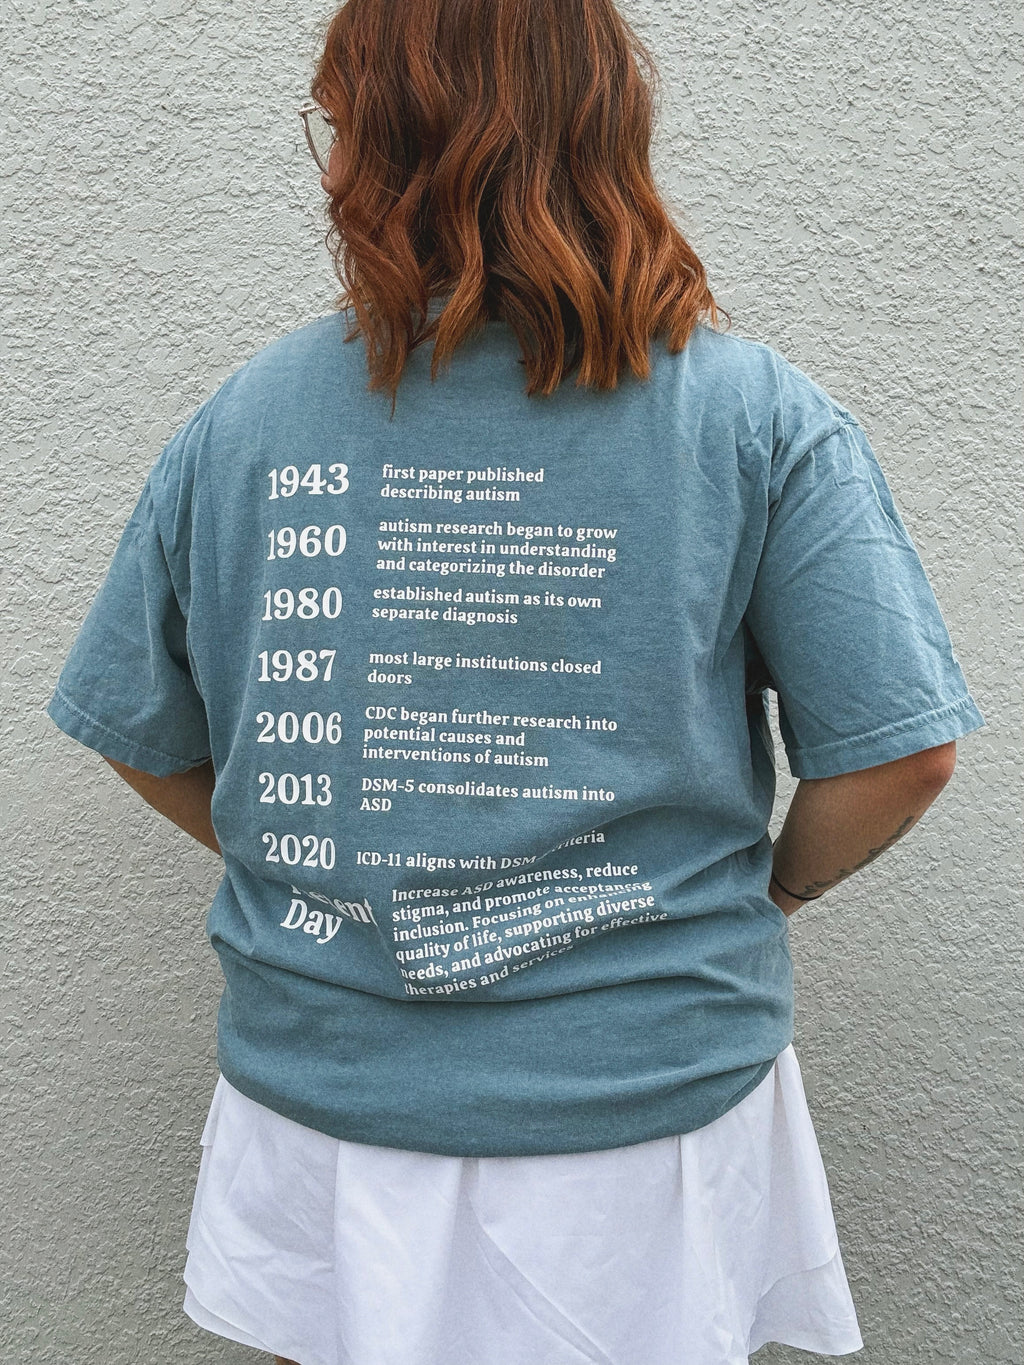 1943 first paper published
describing autism
1960 autism research began to grow
with interest in understanding
and categorizing the disorder
1980 established autism as its own
separate diagnosis
1987 most large institutions closed
doors
2006 CDC began further research into
potential causes and
interventions of autism
2013 DSM-5 consolidates autism into
ASD
2020 ICD-11 aligns with DSM criteria
Day
Increase ASD awareness, reduce
stigma, and promote acceptance
inclusion. Focusing on enhancing
quality of life, supporting diverse
needs, and advocating for effective
therapies and services